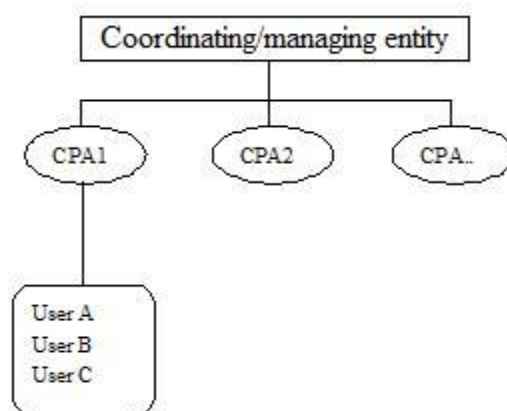 Coordinating/managing entity
CPA1
CPA2
CPA..
User A
User B
User C